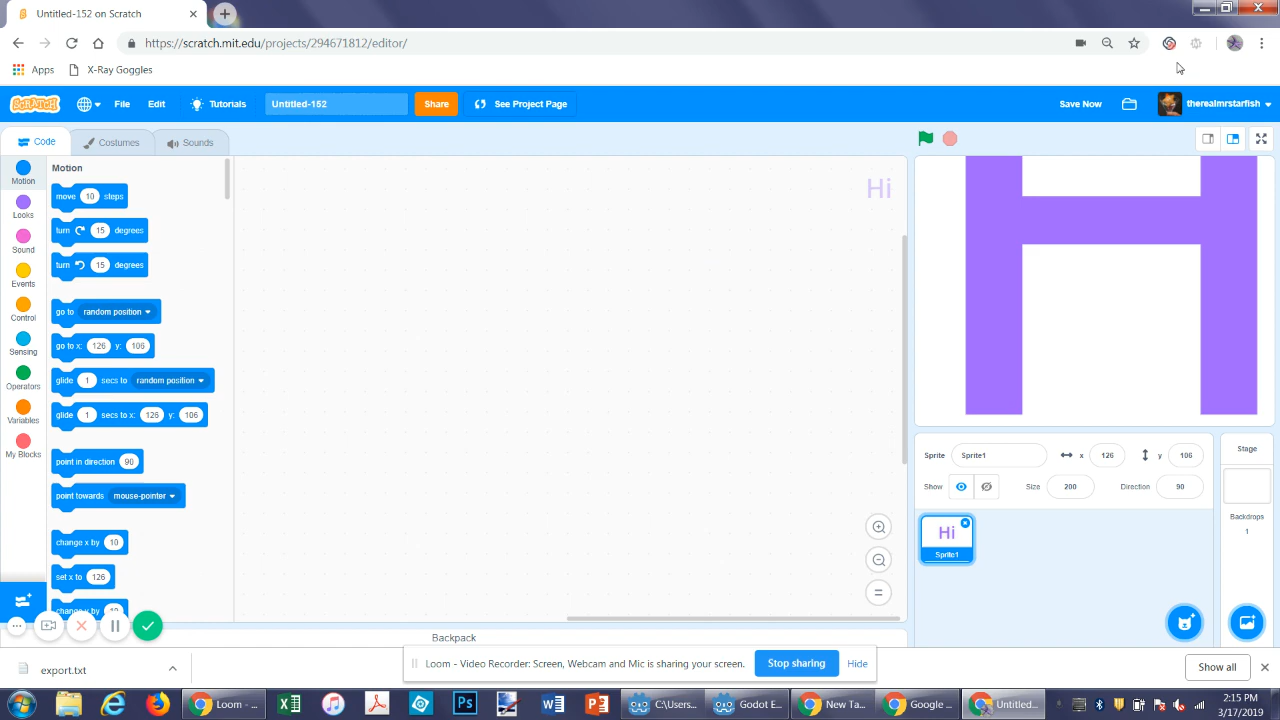 Untitled-152 on Scratch
https://scratch.mit.edu/projects/294671812/editor/
Apps X-Ray Goggles
SCRATCH File Edit Tutorials Untitled-152 Share See Project Page Save Now therealmrstarfish
Code Costumes Sounds
Motion
Looks
Sound
Events
Control
Sensing
Operators
Variables
My Blocks
Motion
move 10 steps
turn 15 degrees
turn 15 degrees
go to random position
go to x: 126 y: 106
glide 1 secs to random position
glide 1 secs to x: 126 y: 106
point in direction 90
point towards mouse-pointer
change x by 10
set x to 126
change y by 10
Hi
Backpack
Sprite Sprite1 x 126 y 106
Show Size 200 Direction 90
Hi
Sprite1
Stage
Backdrops
1
export.txt
Loom – Video Recorder: Screen, Webcam and Mic is sharing your screen. Stop sharing Hide
Show all
Loom - C:\Users... Godot E... New Ta... Google ... Untitled...
2:15 PM
3/17/2019